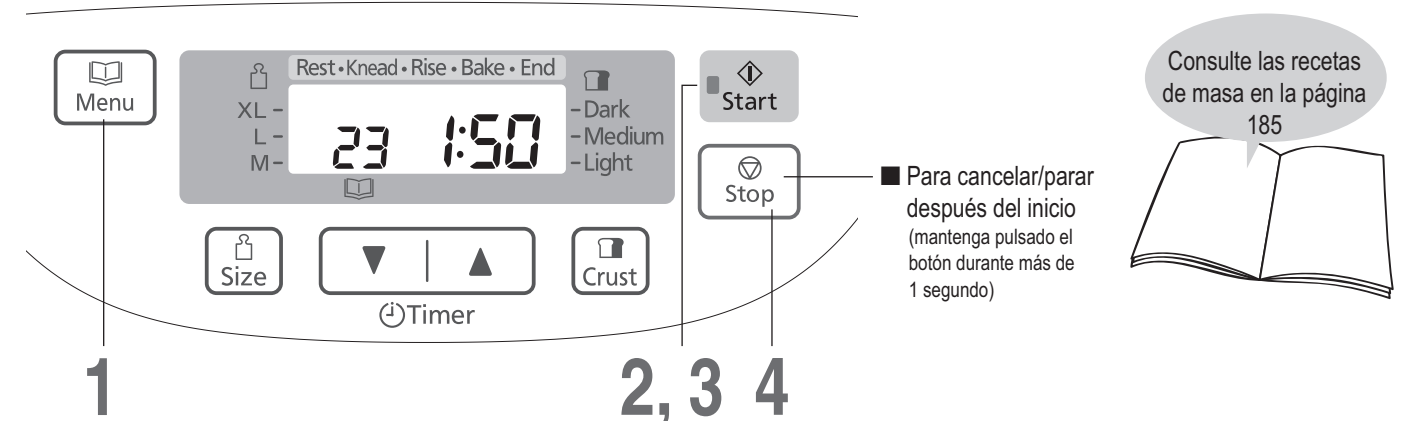 Menu
Rest • Knead • Rise • Bake • End
XL –
L –
M –
23 1:50
– Dark
– Medium
– Light
Start
Stop
Size
▼ ▲
Timer
Crust
1
2, 3
4
■ Para cancelar/parar
después del inicio
(mantenga pulsado el
botón durante más de
1 segundo)
Consulte las recetas
de masa en la página
185